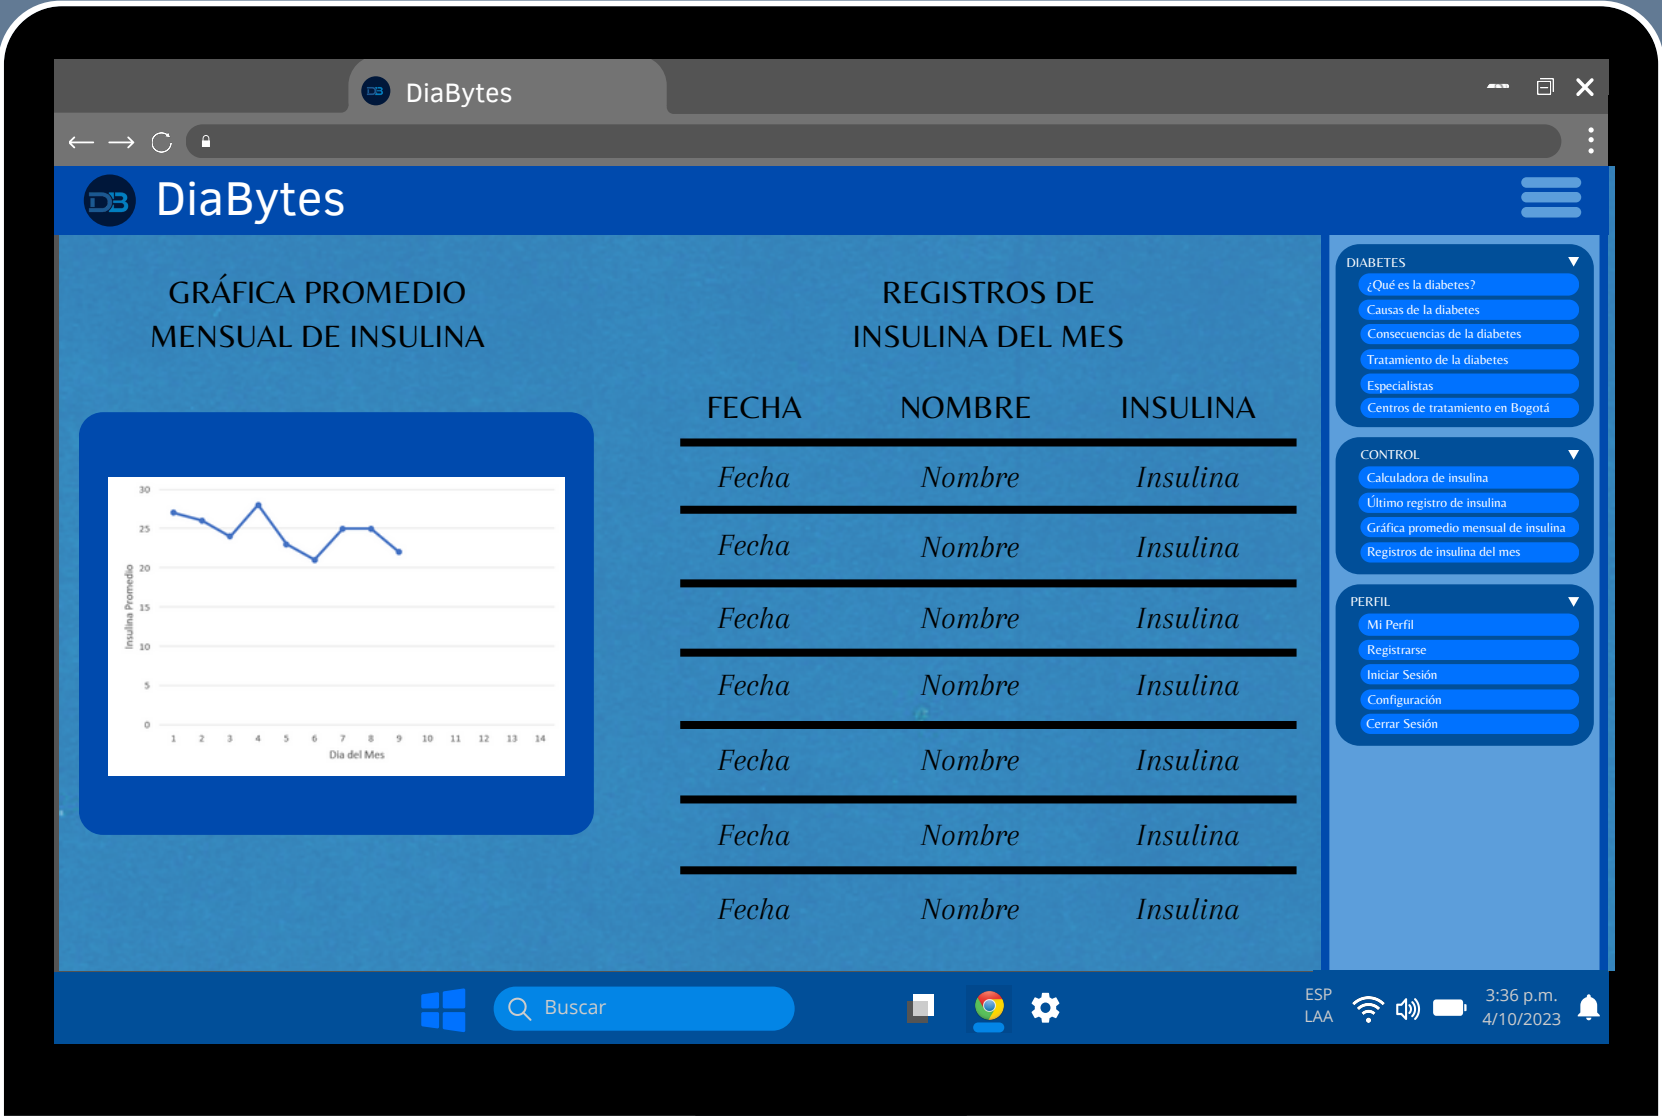 DB DiaBytes
DB DiaBytes
GRÁFICA PROMEDIO
MENSUAL DE INSULINA
30
25
20
15
10
5
0
Insulina Promedio
1 2 3 4 5 6 7 8 9 10 11 12 13 14
Dia del Mes
REGISTROS DE
INSULINA DEL MES
FECHA NOMBRE INSULINA
Fecha Nombre Insulina
Fecha Nombre Insulina
Fecha Nombre Insulina
Fecha Nombre Insulina
Fecha Nombre Insulina
Fecha Nombre Insulina
Fecha Nombre Insulina
DIABETES
¿Qué es la diabetes?
Causas de la diabetes
Consecuencias de la diabetes
Tratamiento de la diabetes
Especialistas
Centros de tratamiento en Bogotá
CONTROL
Calculadora de insulina
Último registro de insulina
Gráfica promedio mensual de insulina
Registros de insulina del mes
PERFIL
Mi Perfil
Registrarse
Iniciar Sesión
Configuración
Cerrar Sesión
Buscar
ESP
LAA
3:36 p.m.
4/10/2023